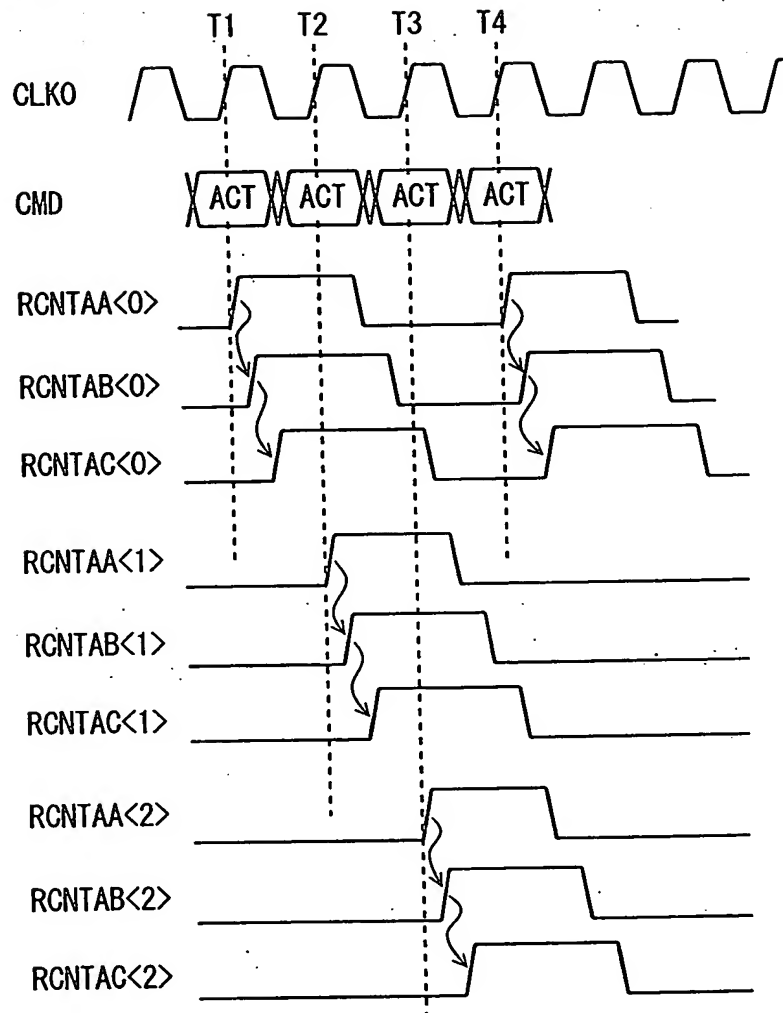 T1 T2 T3 T4
CLK0
CMD ACT ACT ACT ACT
RCNTAA<0>
RCNTAB<0>
RCNTAC<0>
RCNTAA<1>
RCNTAB<1>
RCNTAC<1>
RCNTAA<2>
RCNTAB<2>
RCNTAC<2>